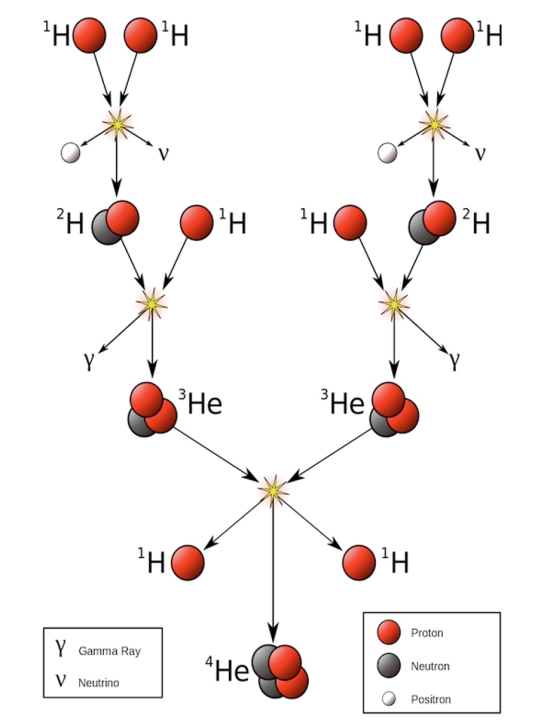 ¹H ¹H ¹H ¹H
ν ν
²H ¹H ¹H ²H
γ γ
³He ³He
¹H ¹H
⁴He
γ Gamma Ray
ν Neutrino
Proton
Neutron
Positron